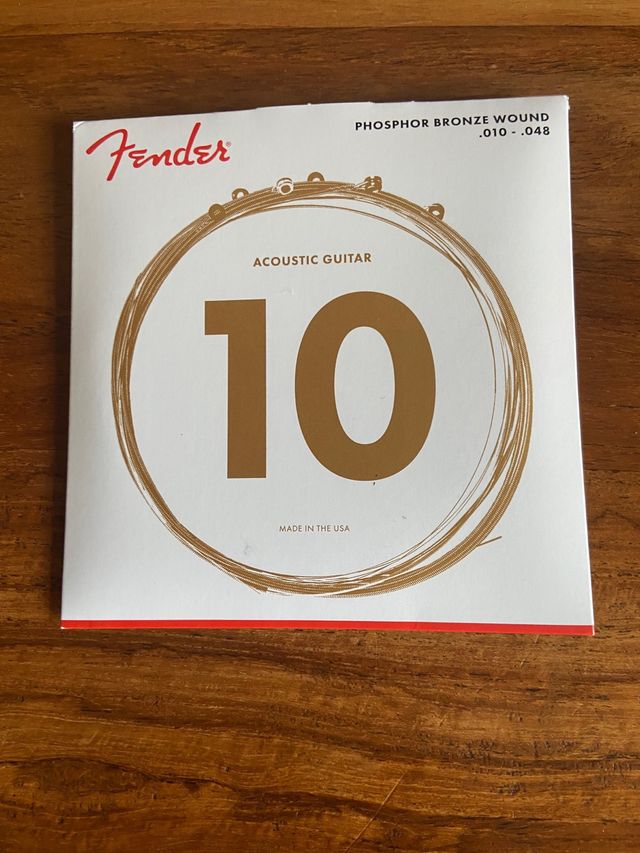 Fender®
PHOSPHOR BRONZE WOUND
.010 - .048
ACOUSTIC GUITAR
10
MADE IN THE USA